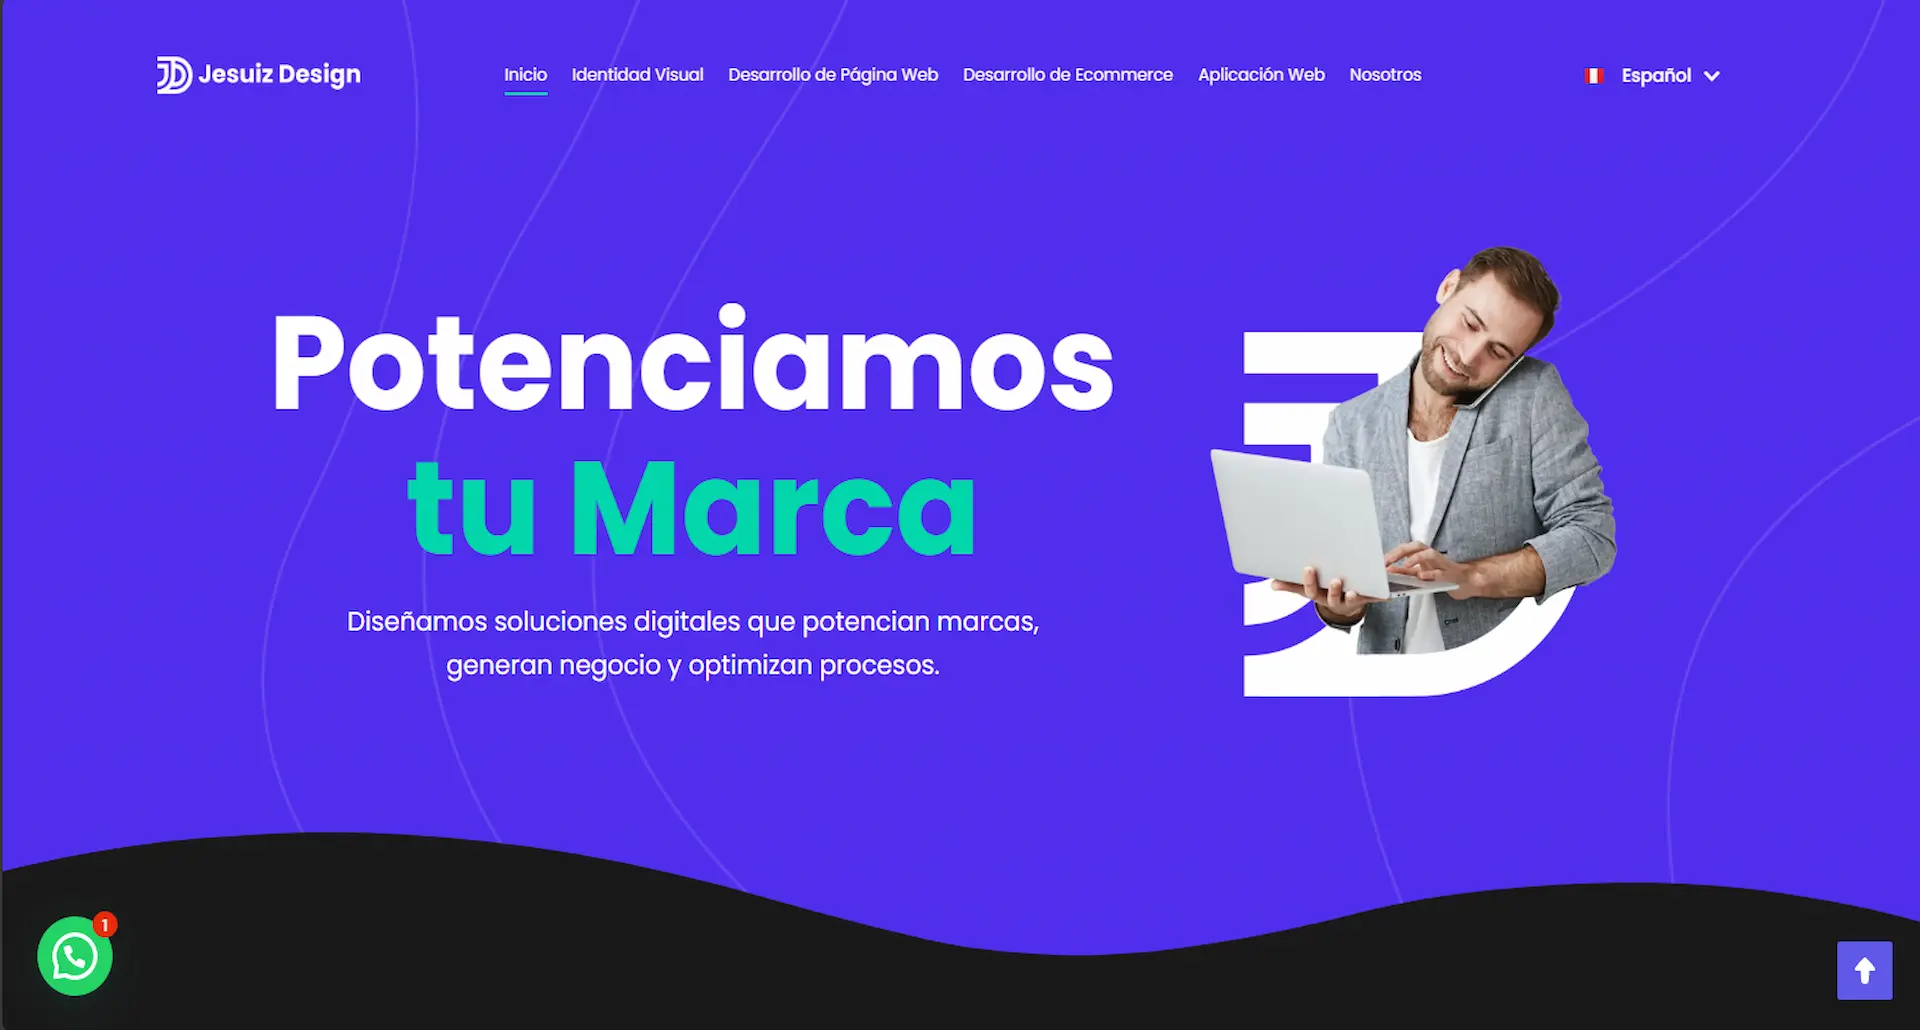 Jesuiz Design
Inicio Identidad Visual Desarrollo de Página Web Desarrollo de Ecommerce Aplicación Web Nosotros
Español
Potenciamos
tu Marca
Diseñamos soluciones digitales que potencian marcas,
generan negocio y optimizan procesos.
1